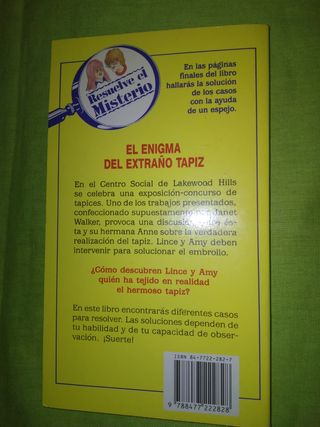 Resuelve el
Misterio
En las páginas
finales del libro
hallarás la solución
de los casos
con la ayuda
de un espejo.
EL ENIGMA
DEL EXTRAÑO TAPIZ
En el Centro Social de Lakewood Hills
se celebra una exposición-concurso de
tapices. Uno de los trabajos presentados,
confeccionado supuestamente por Janet
Walker, provoca una discusión entre és-
ta y su hermana Anne sobre la verdadera
realización del tapiz. Lince y Amy deben
intervenir para solucionar el embrollo.
¿Cómo descubren Lince y Amy
quién ha tejido en realidad
el hermoso tapiz?
En este libro encontrarás diferentes casos
para resolver. Las soluciones dependen de
tu habilidad y de tu capacidad de obser-
vación. ¡Suerte!
ISBN 84-7722-282-7
9 788477 222828